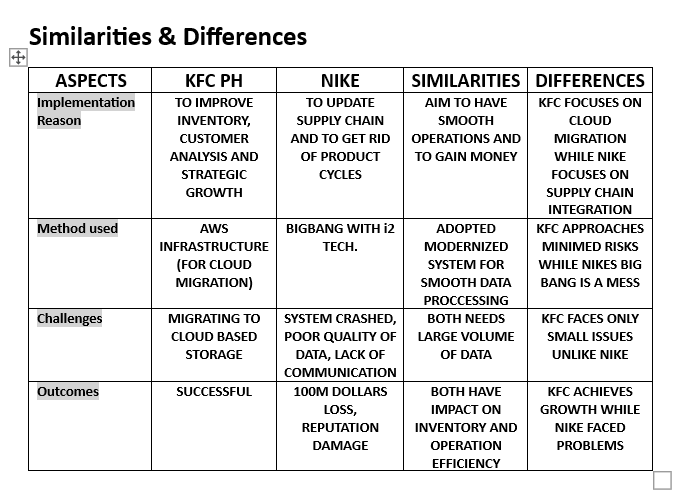 Similarities & Differences
ASPECTS
KFC PH
NIKE
SIMILARITIES
DIFFERENCES
Implementation
Reason
TO IMPROVE
INVENTORY,
CUSTOMER
ANALYSIS AND
STRATEGIC
GROWTH
TO UPDATE
SUPPLY CHAIN
AND TO GET RID
OF PRODUCT
CYCLES
AIM TO HAVE
SMOOTH
OPERATIONS AND
TO GAIN MONEY
KFC FOCUSES ON
CLOUD
MIGRATION
WHILE NIKE
FOCUSES ON
SUPPLY CHAIN
INTEGRATION
Method used
AWS
INFRASTRUCTURE
(FOR CLOUD
MIGRATION)
BIGBANG WITH i2
TECH.
ADOPTED
MODERNIZED
SYSTEM FOR
SMOOTH DATA
PROCCESSING
KFC APPROACHES
MINIMED RISKS
WHILE NIKES BIG
BANG IS A MESS
Challenges
MIGRATING TO
CLOUD BASED
STORAGE
SYSTEM CRASHED,
POOR QUALITY OF
DATA, LACK OF
COMMUNICATION
BOTH NEEDS
LARGE VOLUME
OF DATA
KFC FACES ONLY
SMALL ISSUES
UNLIKE NIKE
Outcomes
SUCCESSFUL
100M DOLLARS
LOSS,
REPUTATION
DAMAGE
BOTH HAVE
IMPACT ON
INVENTORY AND
OPERATION
EFFICIENCY
KFC ACHIEVES
GROWTH WHILE
NIKE FACED
PROBLEMS